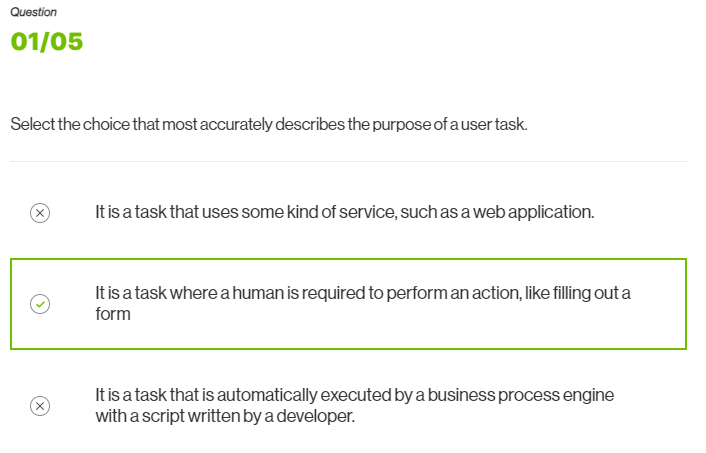 Question
01/05
Select the choice that most accurately describes the purpose of a user task.
It is a task that uses some kind of service, such as a web application.
It is a task where a human is required to perform an action, like filling out a
form
It is a task that is automatically executed by a business process engine
with a script written by a developer.